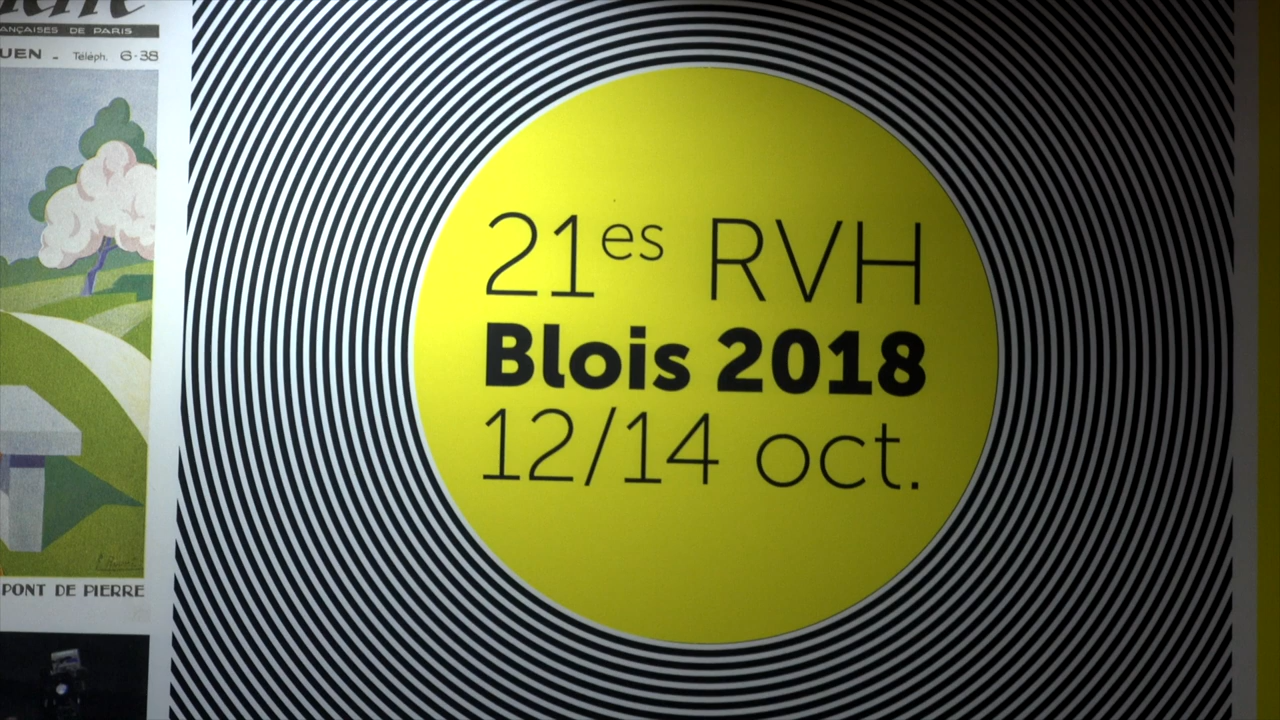 ANÇAISES DE PARIS
UEN - Téléph. 6-38
PONT DE PIERRE
21es RVH
Blois 2018
12/14 oct.